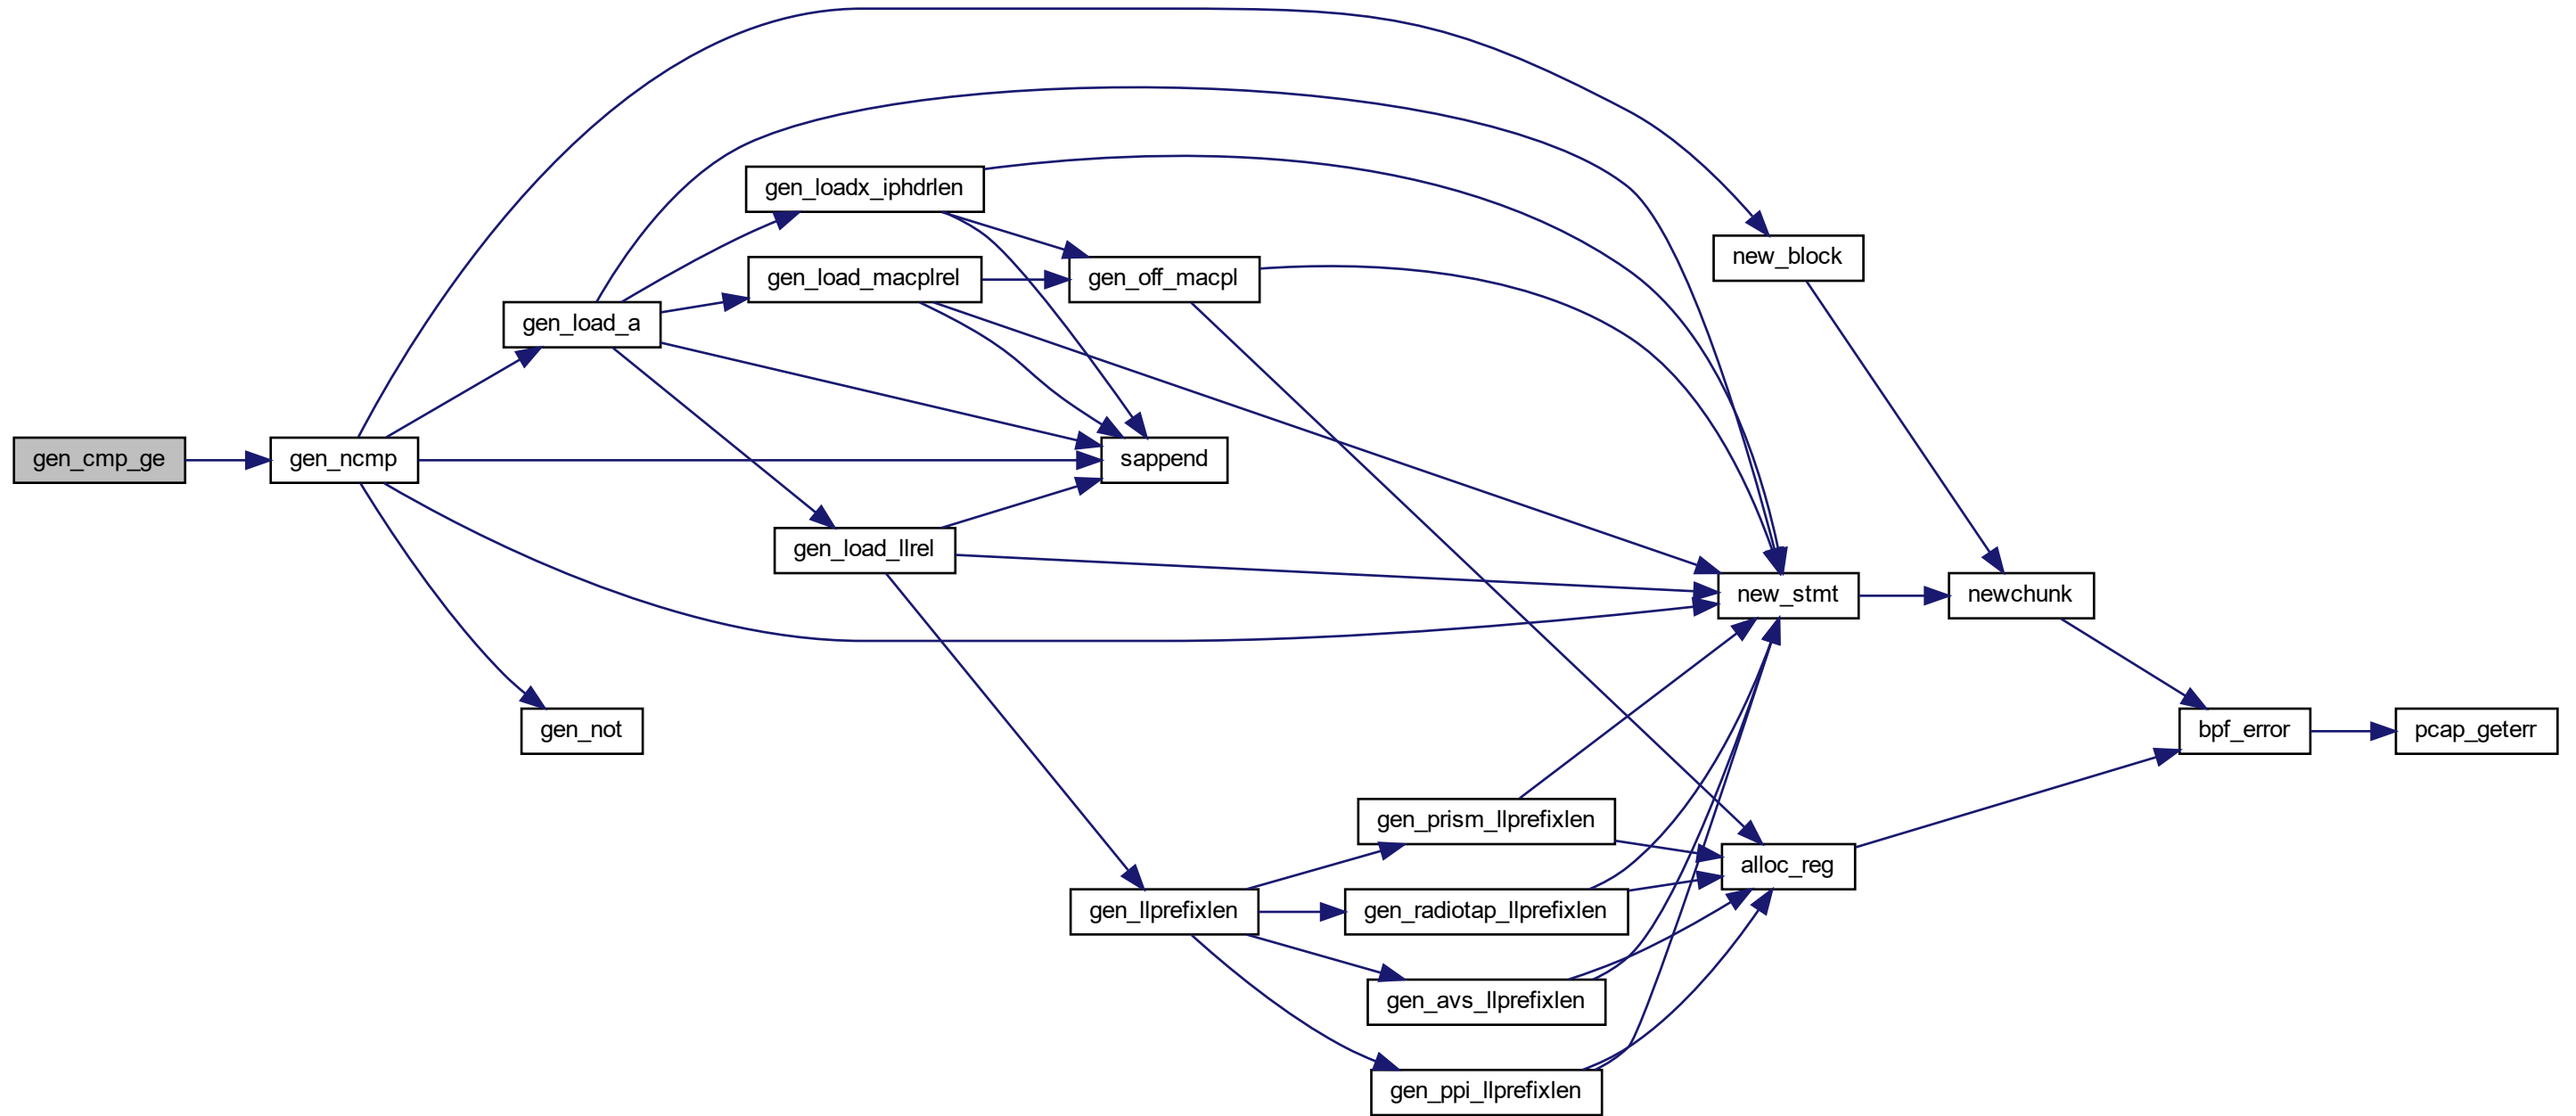 gen_cmp_ge
gen_ncmp
gen_load_a
gen_not
gen_loadx_iphdrlen
gen_load_macplrel
gen_load_llrel
gen_off_macpl
sappend
gen_llprefixlen
gen_prism_llprefixlen
gen_radiotap_llprefixlen
gen_avs_llprefixlen
gen_ppi_llprefixlen
new_block
new_stmt
alloc_reg
newchunk
bpf_error
pcap_geterr